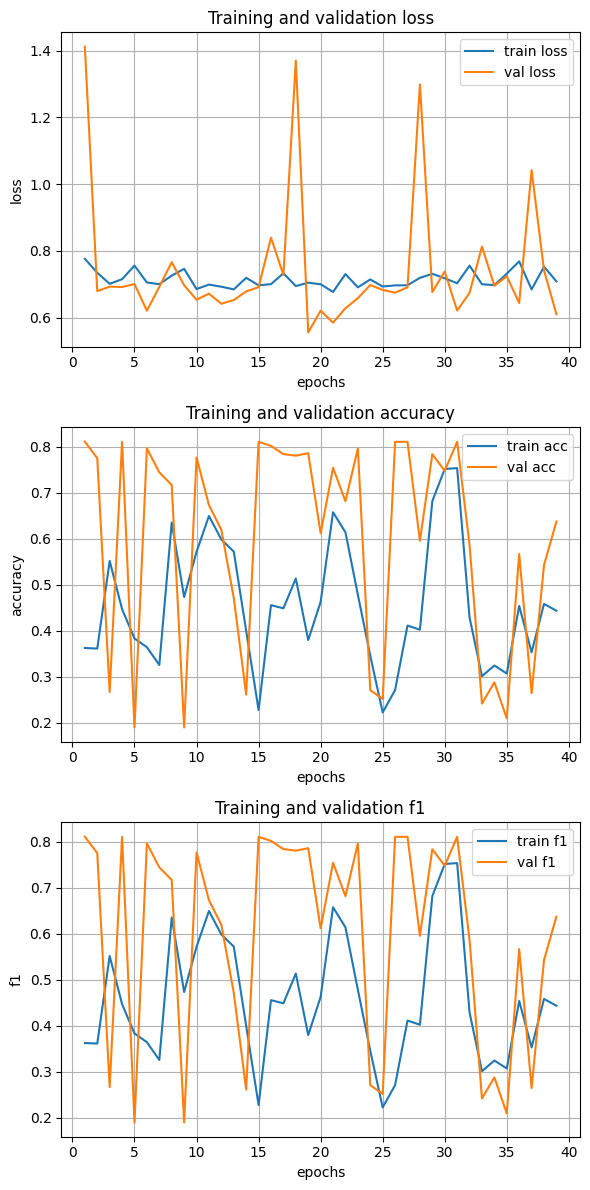 Training and validation loss
train loss
val loss
1.4
1.2
1.0
0.8
0.6
loss
0 5 10 15 20 25 30 35 40
epochs
Training and validation accuracy
train acc
val acc
0.8
0.7
0.6
0.5
0.4
0.3
0.2
accuracy
0 5 10 15 20 25 30 35 40
epochs
Training and validation f1
train f1
val f1
0.8
0.7
0.6
0.5
0.4
0.3
0.2
f1
0 5 10 15 20 25 30 35 40
epochs